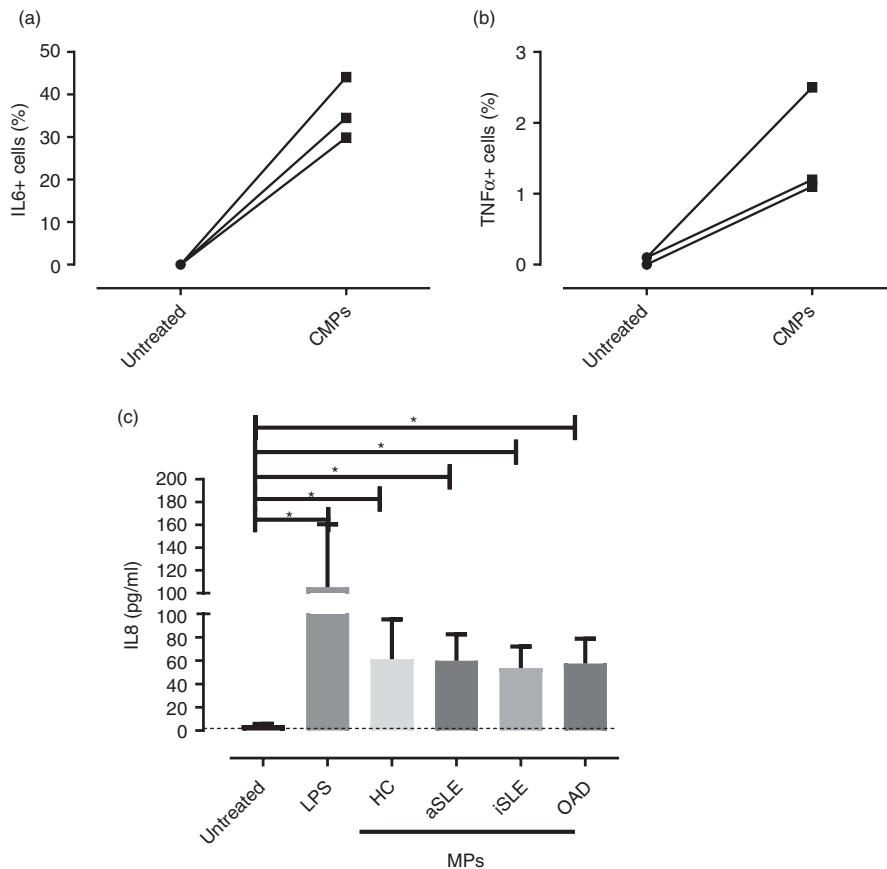 (a)
50
40
30
20
10
0
IL6+ cells (%)
Untreated
CMPs
(b)
3
2
1
0
TNFα+ cells (%)
Untreated
CMPs
(c)
*
*
*
*
*
200
180
160
140
120
100
100
80
60
40
20
0
IL8 (pg/ml)
Untreated
LPS
HC
aSLE
iSLE
OAD
MPs